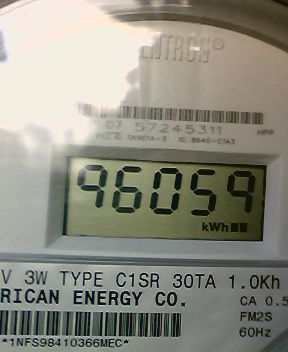 ITRON®
07 57245311 HPP
96059
kWh
V 3W TYPE C1SR 30TA 1.0Kh
RICAN ENERGY CO. CA 0.5
FM2S
60Hz
*1NFS98410366MEC*